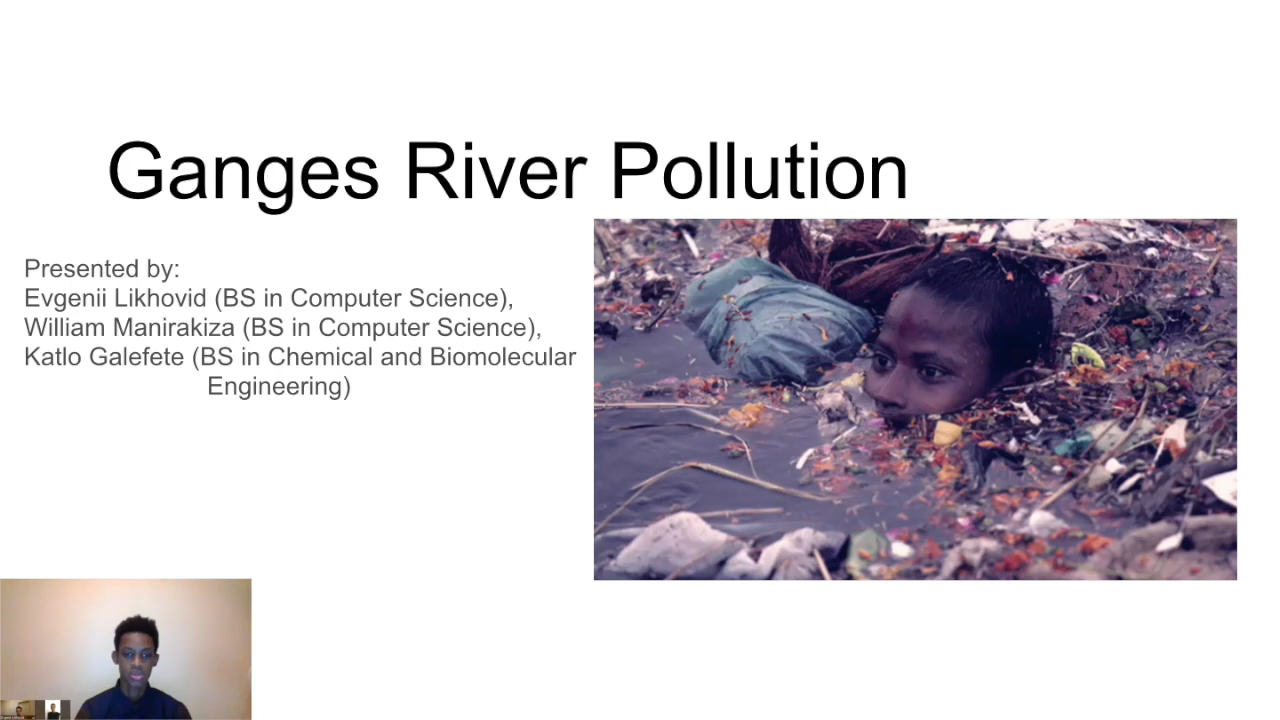 Ganges River Pollution
Presented by:
Evgenii Likhovid (BS in Computer Science),
William Manirakiza (BS in Computer Science),
Katlo Galefete (BS in Chemical and Biomolecular
Engineering)